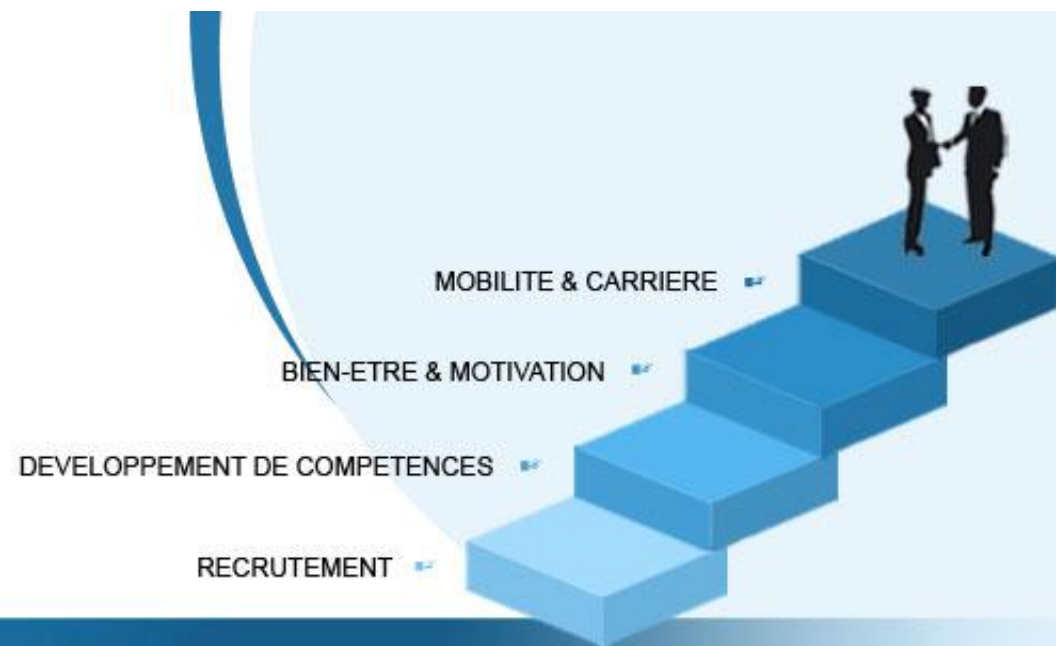 MOBILITE & CARRIERE
BIEN-ETRE & MOTIVATION
DEVELOPPEMENT DE COMPETENCES
RECRUTEMENT